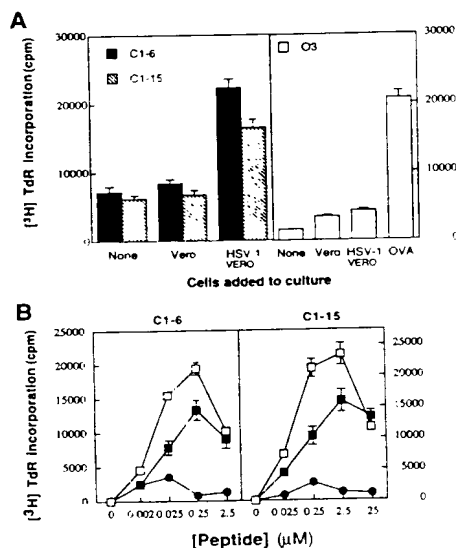 A
30000
20000
10000
0
[³H] TdR Incorporation (cpm)
C1-6
C1-15
O3
30000
20000
10000
0
None
Vero
HSV 1
VERO
None
Vero
HSV-1
VERO
OVA
Cells added to culture
B
C1-6
C1-15
25000
20000
15000
10000
5000
0
[³H] TdR Incorporation (cpm)
25000
20000
15000
10000
5000
0
0
0.002
0.025
0.25
2.5
0
0.025
0.25
2.5
25
[Peptide] (μM)